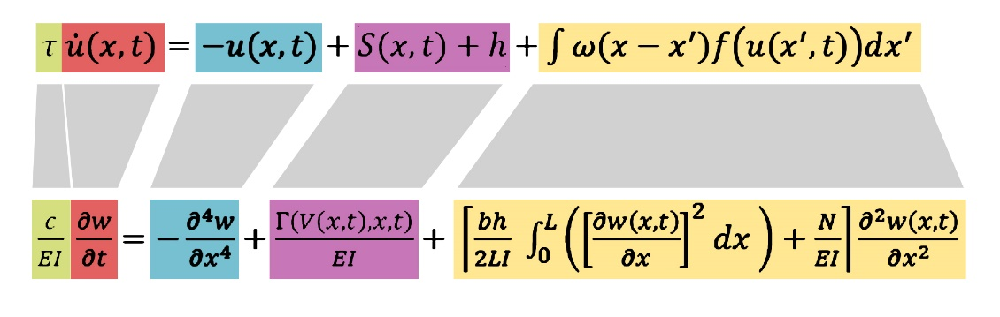 τ u̇(x, t) = −u(x, t) + S(x, t) + h + ∫ ω(x − x′)f(u(x′, t))dx′
c/EI ∂w/∂t = − ∂⁴w/∂x⁴ + Γ(V(x,t),x,t)/EI + [bh/2LI ∫₀ᴸ ([∂w(x,t)/∂x]² dx) + N/EI] ∂²w(x,t)/∂x²